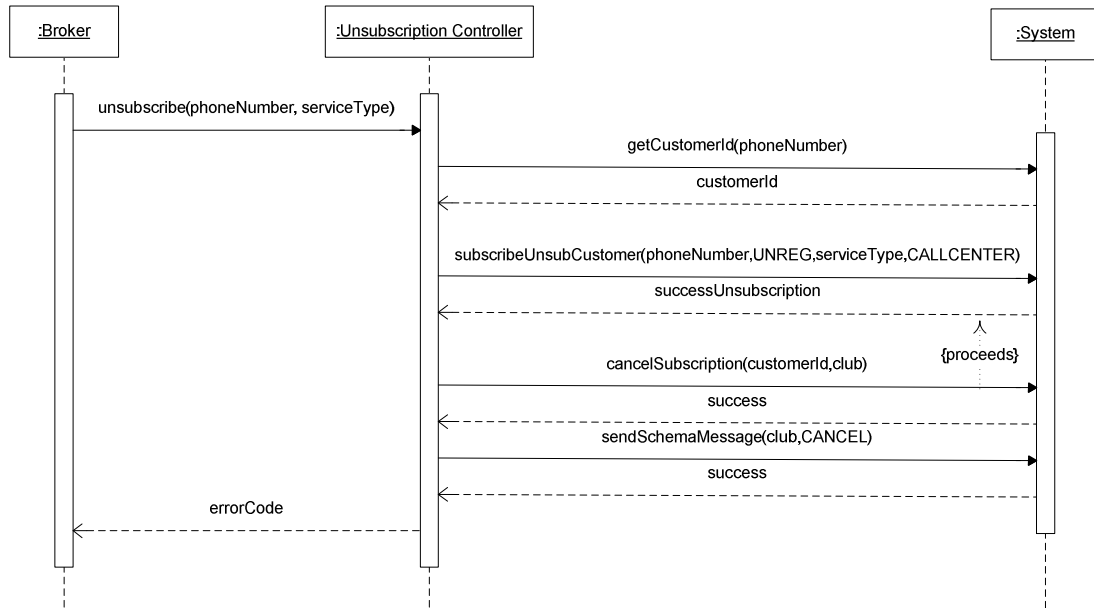 :Broker
:Unsubscription Controller
:System
unsubscribe(phoneNumber, serviceType)
getCustomerId(phoneNumber)
customerId
subscribeUnsubCustomer(phoneNumber,UNREG,serviceType,CALLCENTER)
successUnsubscription
{proceeds}
cancelSubscription(customerId,club)
success
sendSchemaMessage(club,CANCEL)
success
errorCode